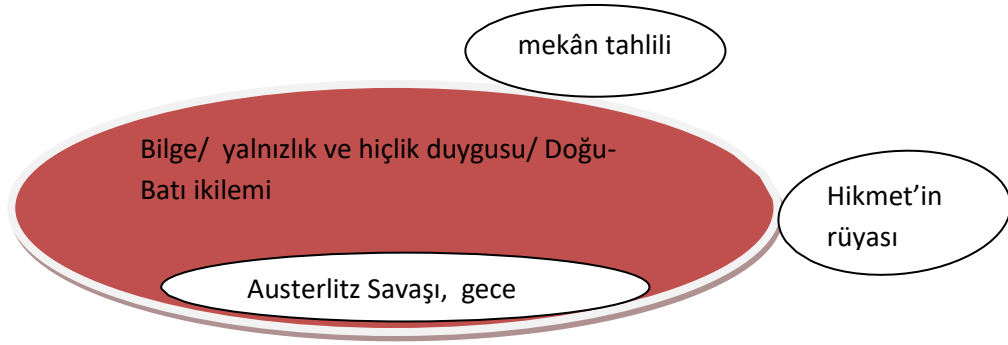 mekân tahlili
Bilge/ yalnızlık ve hiçlik duygusu/ Doğu-
Batı ikilemi
Hikmet’in
rüyası
Austerlitz Savaşı, gece